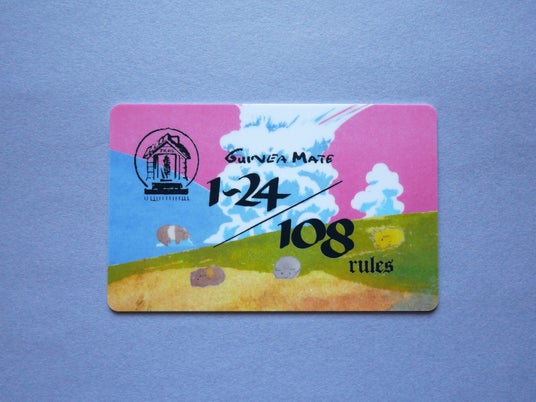 GUINEA MATE
1-24
108
rules